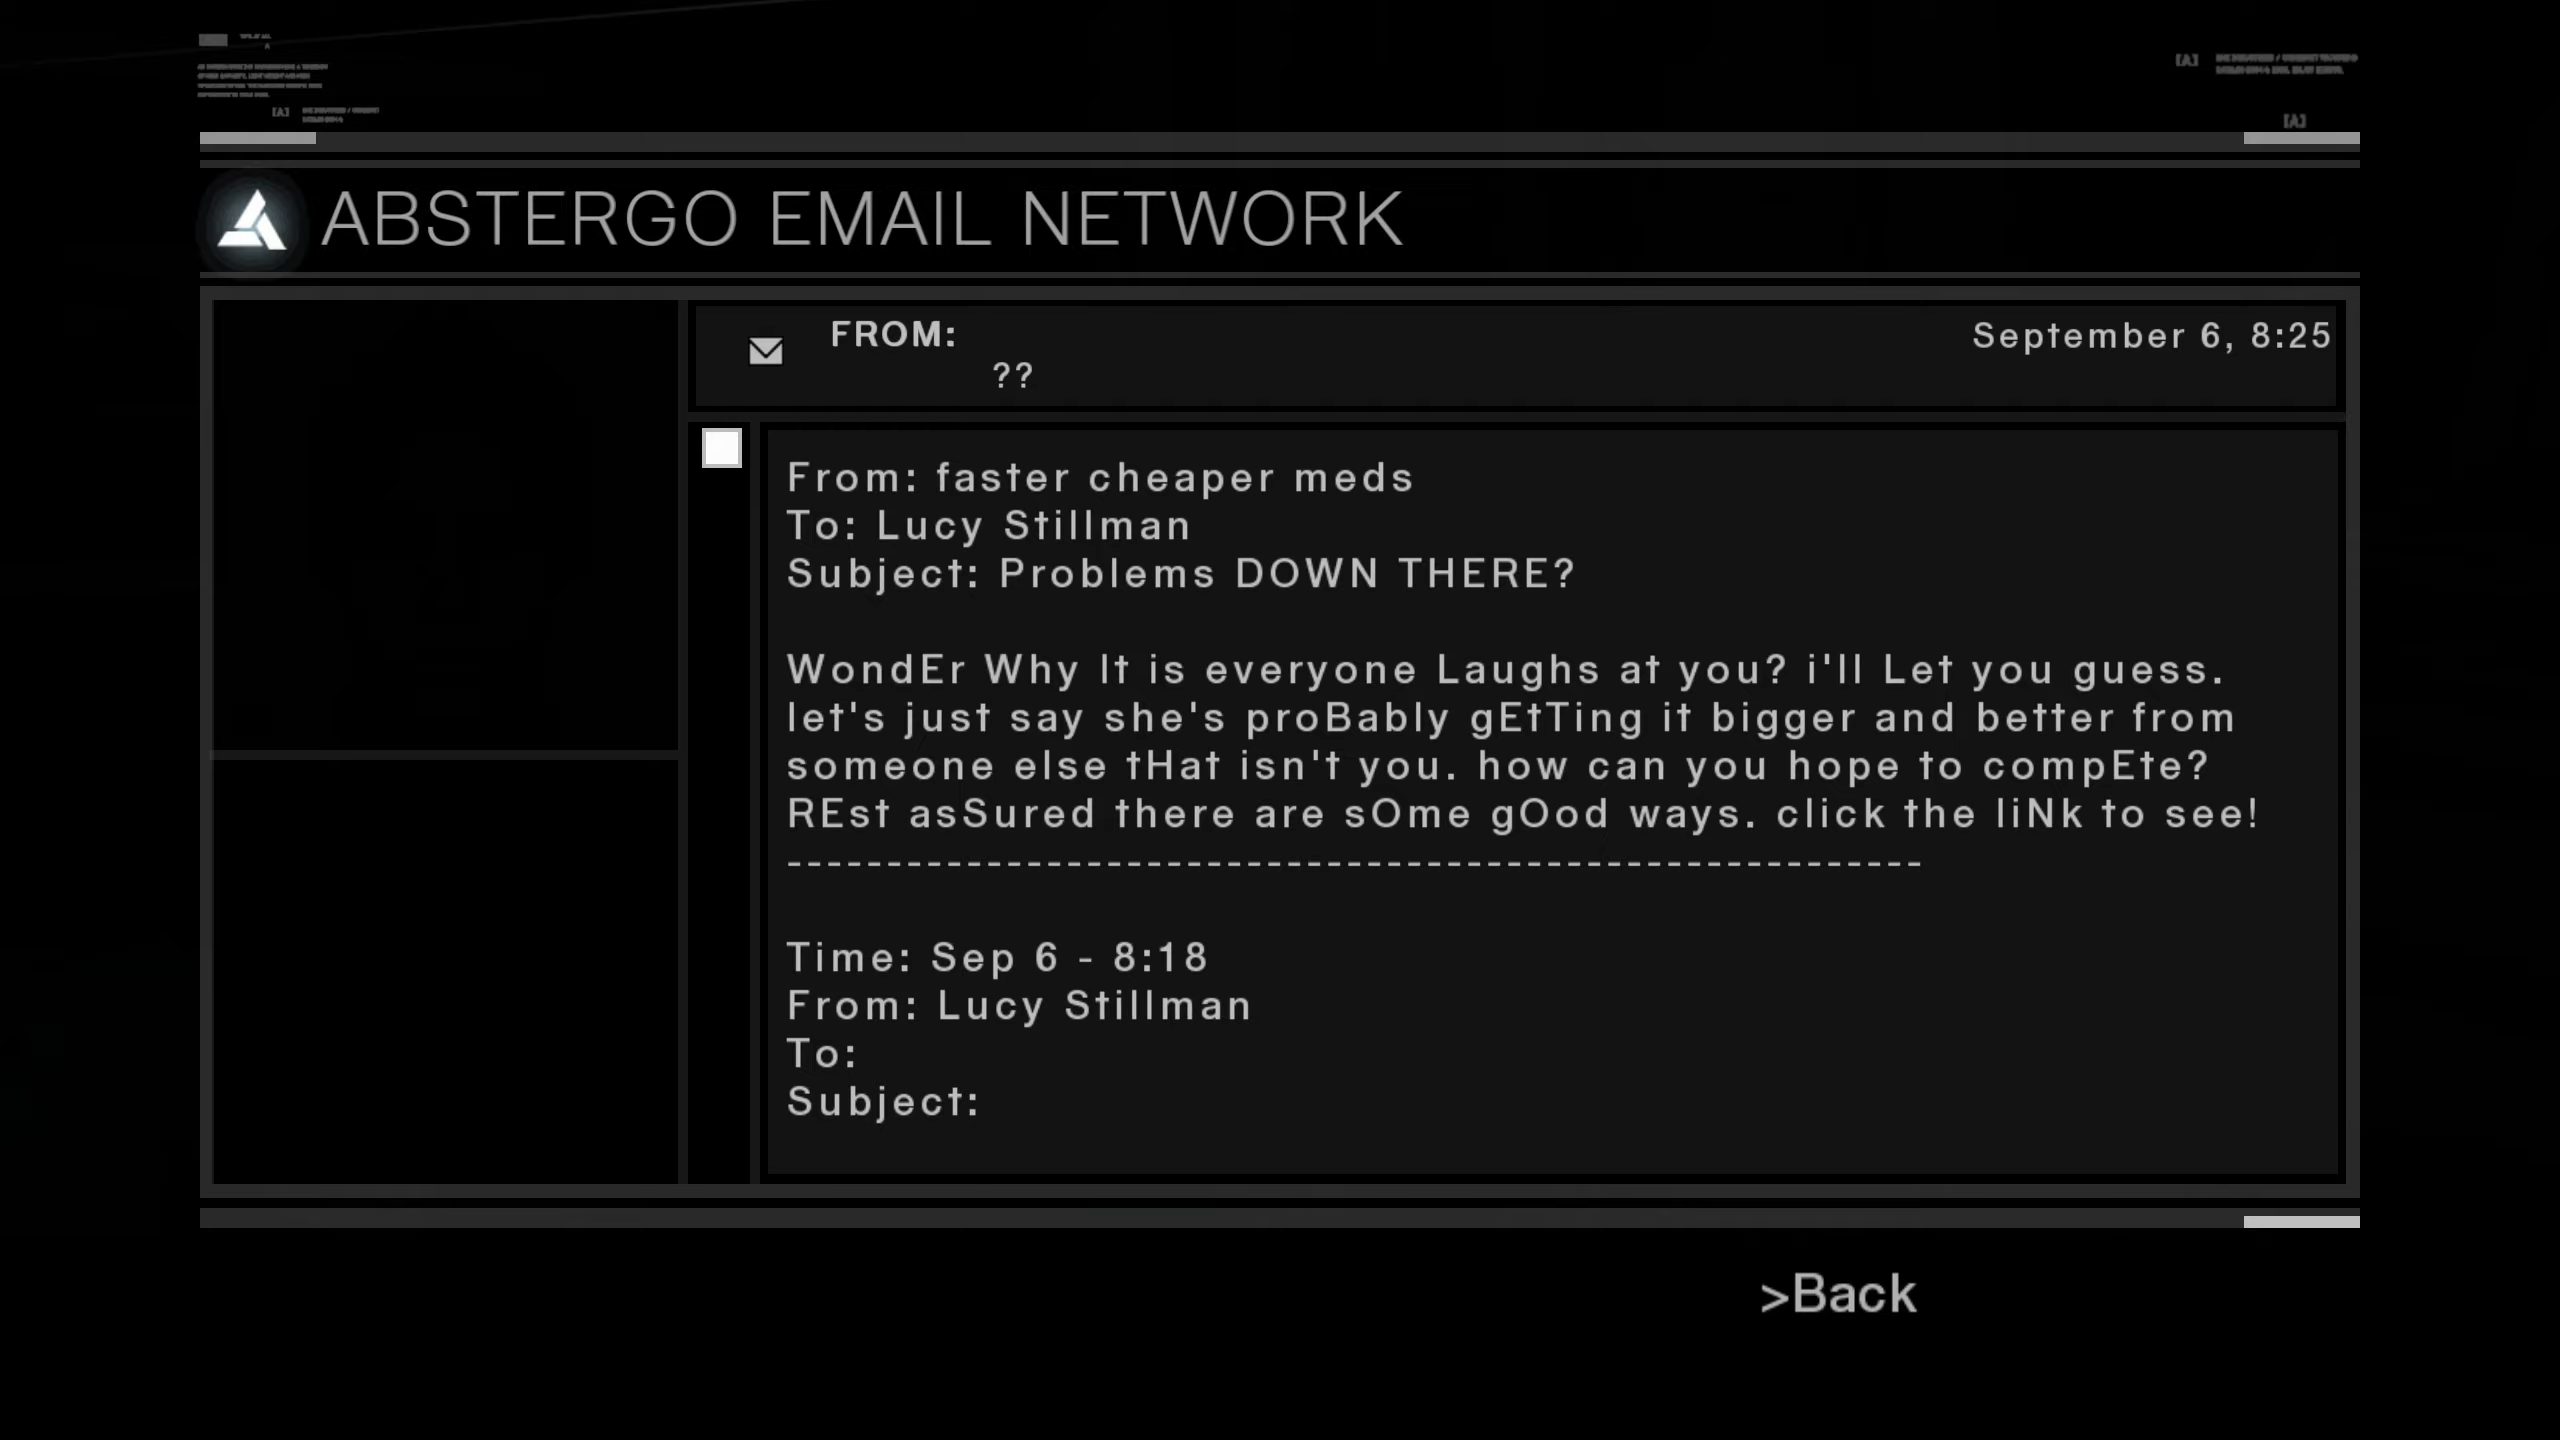 ABSTERGO EMAIL NETWORK
FROM:
September 6, 8:25
??
From: faster cheaper meds
To: Lucy Stillman
Subject: Problems DOWN THERE?
WondEr Why It is everyone Laughs at you? i'll Let you guess.
let's just say she's proBably gEtTing it bigger and better from
someone else tHat isn't you. how can you hope to compEte?
REst asSured there are sOme gOod ways. click the liNk to see!
---------------------------------------------------------
Time: Sep 6 - 8:18
From: Lucy Stillman
To:
Subject:
>Back